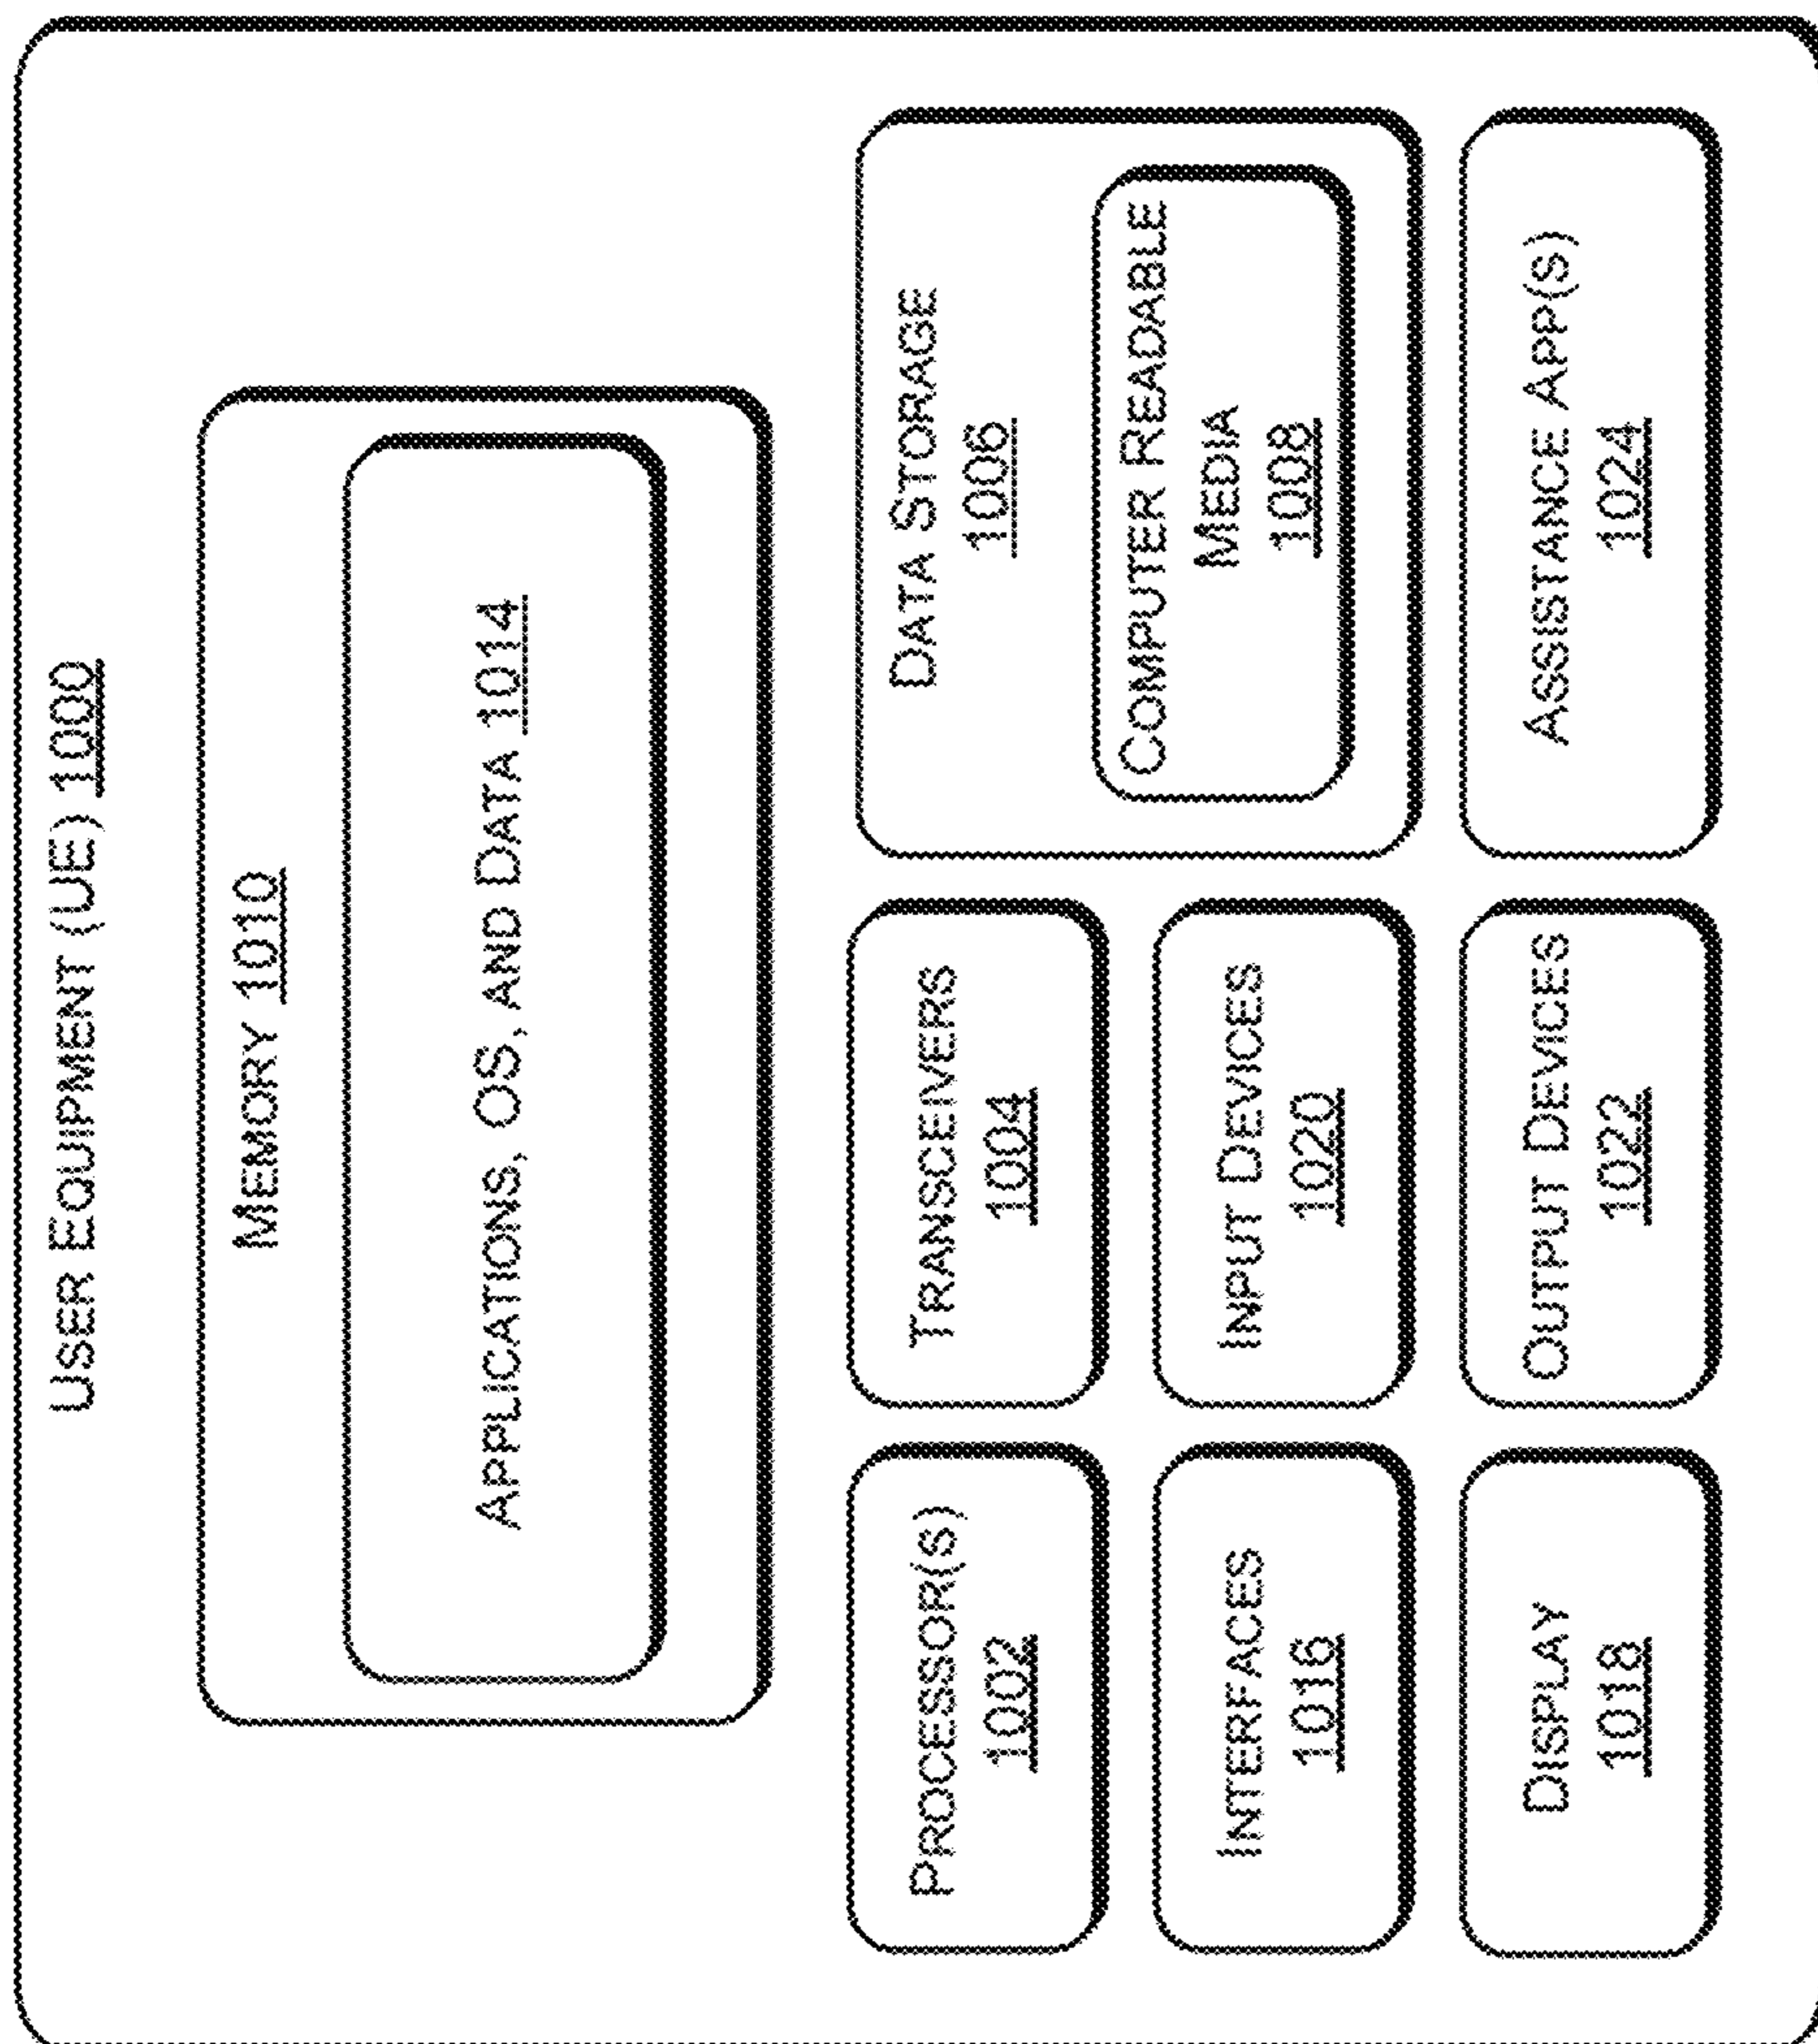 USER EQUIPMENT (UE) 1000
MEMORY 1010
APPLICATIONS, OS, AND DATA 1014
PROCESSOR(S)
1002
TRANSCEIVERS
1004
DATA STORAGE
1006
COMPUTER READABLE
MEDIA
1008
INTERFACES
1016
INPUT DEVICES
1020
DISPLAY
1018
OUTPUT DEVICES
1022
ASSISTANCE APP(S)
1024